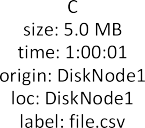 C
size: 5.0 MB
time: 1:00:01
origin: DiskNode1
loc: DiskNode1
label: file.csv